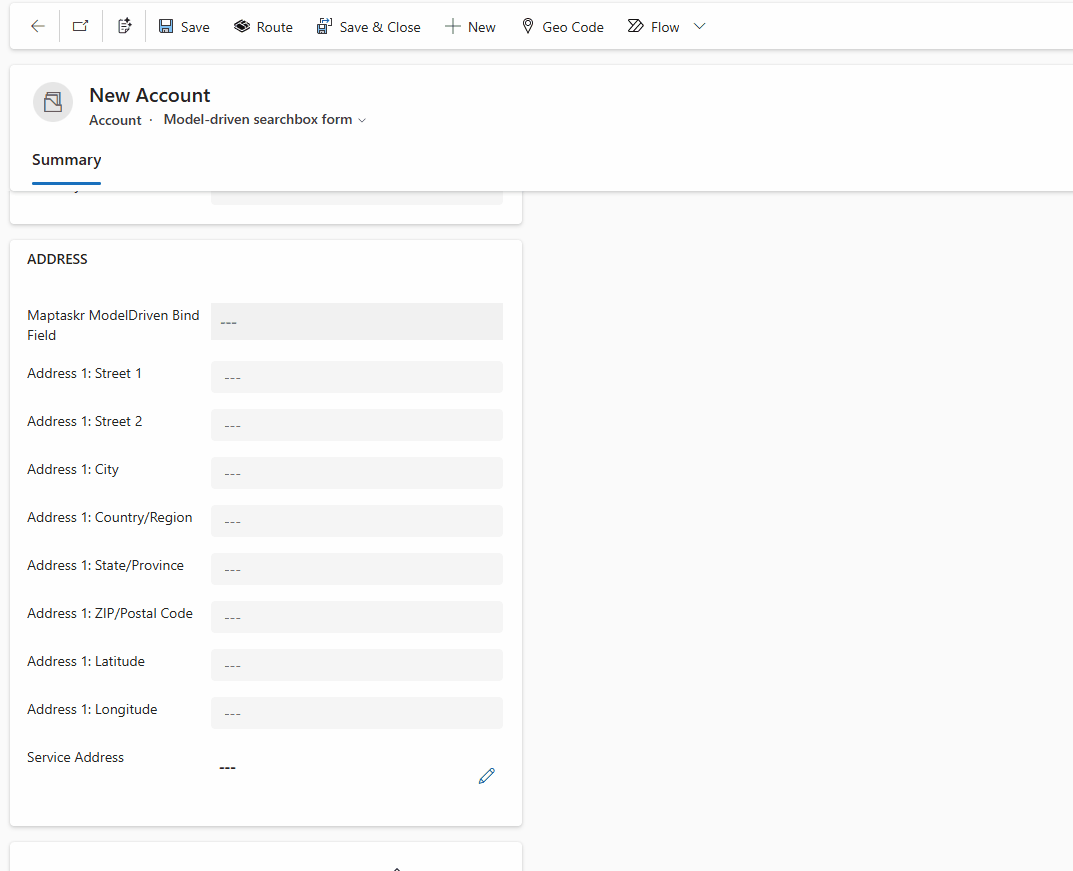 Save Route Save & Close New Geo Code Flow
New Account
Account · Model-driven searchbox form
Summary
ADDRESS
Maptaskr ModelDriven Bind
Field
---
Address 1: Street 1 ---
Address 1: Street 2 ---
Address 1: City ---
Address 1: Country/Region ---
Address 1: State/Province ---
Address 1: ZIP/Postal Code ---
Address 1: Latitude ---
Address 1: Longitude ---
Service Address ---